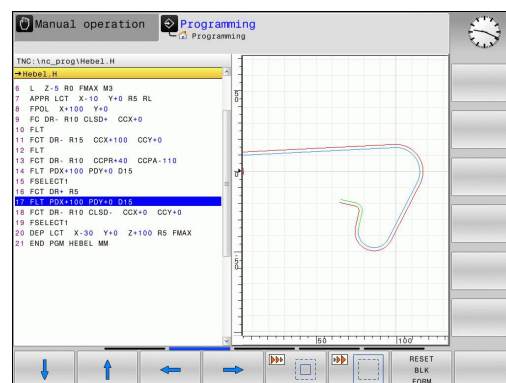 Manual operation
Programming
Programming
TNC:\nc_prog\Hebel.H
→Hebel.H
6 L Z-5 R0 FMAX M3
7 APPR LCT X-10 Y+0 R5 RL
8 FPOL X+100 Y+0
9 FC DR- R10 CLSD+ CCX+0
10 FLT
11 FCT DR- R15 CCX+100 CCY+0
12 FLT
13 FCT DR- R10 CCPR+40 CCPA-110
14 FLT PDX+100 PDY+0 D15
15 FSELECT1
16 FCT DR+ R5
17 FLT PDX+100 PDY+0 D15
18 FCT DR- R10 CLSD- CCX+0 CCY+0
19 FSELECT1
20 DEP LCT X-30 Y+0 Z+100 R5 FMAX
21 END PGM HEBEL MM
50
0
-50
50
100
RESET
BLK
FORM